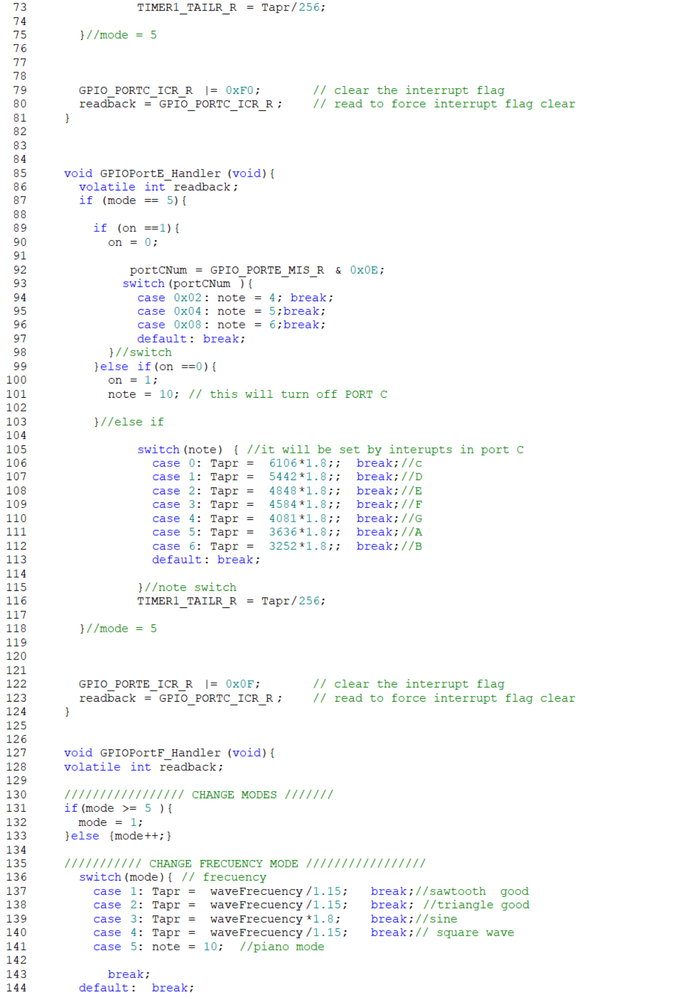 73 TIMER1_TAILR_R = Tapr/256;
74
75 }//mode = 5
76
77
78
79 GPIO_PORTC_ICR_R |= 0xF0; // clear the interrupt flag
80 readback = GPIO_PORTC_ICR_R; // read to force interrupt flag clear
81 }
82
83
84
85 void GPIOPortE_Handler(void){
86 volatile int readback;
87 if (mode == 5){
88
89 if (on ==1){
90 on = 0;
91
92 portCNum = GPIO_PORTE_MIS_R & 0x0E;
93 switch(portCNum ){
94 case 0x02: note = 4; break;
95 case 0x04: note = 5;break;
96 case 0x08: note = 6;break;
97 default: break;
98 }//switch
99 }else if(on ==0){
100 on = 1;
101 note = 10; // this will turn off PORT C
102
103 }//else if
104
105 switch(note) { //it will be set by interupts in port C
106 case 0: Tapr = 6106*1.8;; break;//c
107 case 1: Tapr = 5442*1.8;; break;//D
108 case 2: Tapr = 4848*1.8;; break;//E
109 case 3: Tapr = 4584*1.8;; break;//F
110 case 4: Tapr = 4081*1.8;; break;//G
111 case 5: Tapr = 3636*1.8;; break;//A
112 case 6: Tapr = 3252*1.8;; break;//B
113 default: break;
114
115 }//note switch
116 TIMER1_TAILR_R = Tapr/256;
117
118 }//mode = 5
119
120
121
122 GPIO_PORTE_ICR_R |= 0x0F; // clear the interrupt flag
123 readback = GPIO_PORTC_ICR_R; // read to force interrupt flag clear
124 }
125
126
127 void GPIOPortF_Handler(void){
128 volatile int readback;
129
130 ///////////////// CHANGE MODES ///////
131 if(mode >= 5 ){
132 mode = 1;
133 }else {mode++;}
134
135 /////////// CHANGE FRECUENCY MODE /////////////////
136 switch(mode){ // frecuency
137 case 1: Tapr = waveFrecuency/1.15; break;//sawtooth good
138 case 2: Tapr = waveFrecuency/1.15; break; //triangle good
139 case 3: Tapr = waveFrecuency*1.8; break;//sine
140 case 4: Tapr = waveFrecuency/1.15; break;// square wave
141 case 5: note = 10; //piano mode
142
143 break;
144 default: break;